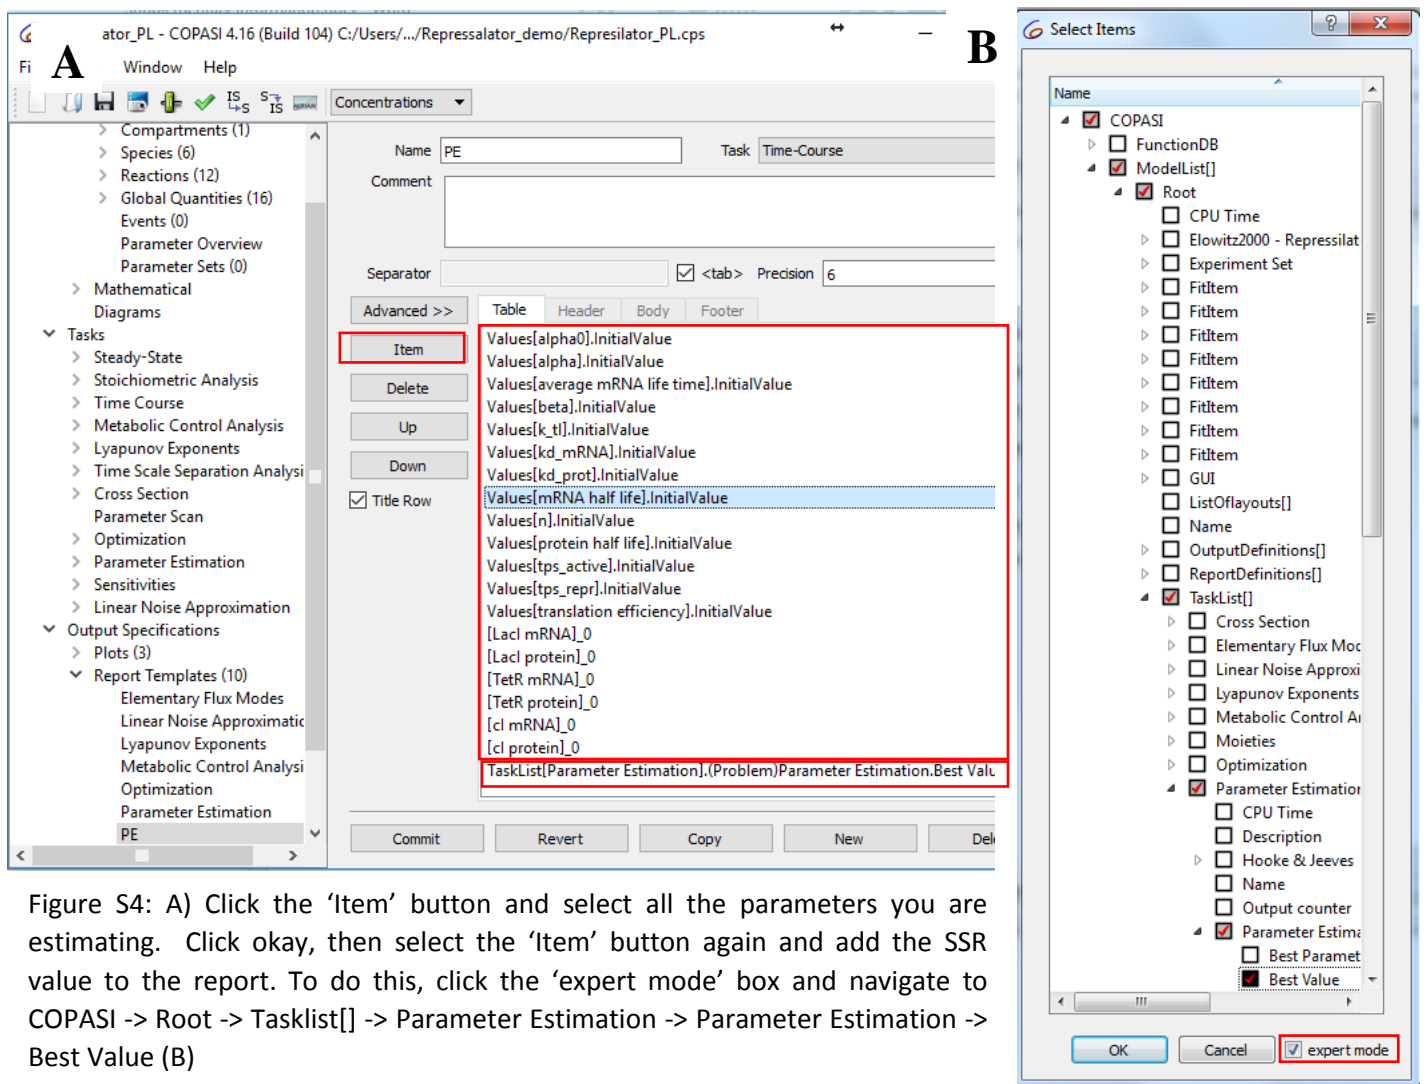 ator_PL - COPASI 4.16 (Build 104) C:/Users/.../Repressalator_demo/Represilator_PL.cps
A
Fi Window Help
Concentrations
Compartments (1)
Species (6)
Reactions (12)
Global Quantities (16)
Events (0)
Parameter Overview
Parameter Sets (0)
Mathematical
Diagrams
Tasks
Steady-State
Stoichiometric Analysis
Time Course
Metabolic Control Analysis
Lyapunov Exponents
Time Scale Separation Analysi
Cross Section
Parameter Scan
Optimization
Parameter Estimation
Sensitivities
Linear Noise Approximation
Output Specifications
Plots (3)
Report Templates (10)
Elementary Flux Modes
Linear Noise Approximatic
Lyapunov Exponents
Metabolic Control Analysi
Optimization
Parameter Estimation
PE
Name PE Task Time-Course
Comment
Separator <tab> Precision 6
Advanced >> Table Header Body Footer
Item
Delete
Up
Down
Title Row
Values[alpha0].InitialValue
Values[alpha].InitialValue
Values[average mRNA life time].InitialValue
Values[beta].InitialValue
Values[k_tl].InitialValue
Values[kd_mRNA].InitialValue
Values[kd_prot].InitialValue
Values[mRNA half life].InitialValue
Values[n].InitialValue
Values[protein half life].InitialValue
Values[tps_active].InitialValue
Values[tps_repr].InitialValue
Values[translation efficiency].InitialValue
[LacI mRNA]_0
[LacI protein]_0
[TetR mRNA]_0
[TetR protein]_0
[cI mRNA]_0
[cI protein]_0
TaskList[Parameter Estimation].(Problem)Parameter Estimation.Best Valu
Commit Revert Copy New Del
B
Select Items
Name
COPASI
FunctionDB
ModelList[]
Root
CPU Time
Elowitz2000 - Repressilat
Experiment Set
FitItem
FitItem
FitItem
FitItem
FitItem
FitItem
FitItem
FitItem
GUI
ListOflayouts[]
Name
OutputDefinitions[]
ReportDefinitions[]
TaskList[]
Cross Section
Elementary Flux Moc
Linear Noise Approxi
Lyapunov Exponents
Metabolic Control Ar
Moieties
Optimization
Parameter Estimation
CPU Time
Description
Hooke & Jeeves
Name
Output counter
Parameter Estima
Best Paramet
Best Value
OK Cancel expert mode
Figure S4: A) Click the ‘Item’ button and select all the parameters you are
estimating. Click okay, then select the ‘Item’ button again and add the SSR
value to the report. To do this, click the ‘expert mode’ box and navigate to
COPASI -> Root -> Tasklist[] -> Parameter Estimation -> Parameter Estimation ->
Best Value (B)